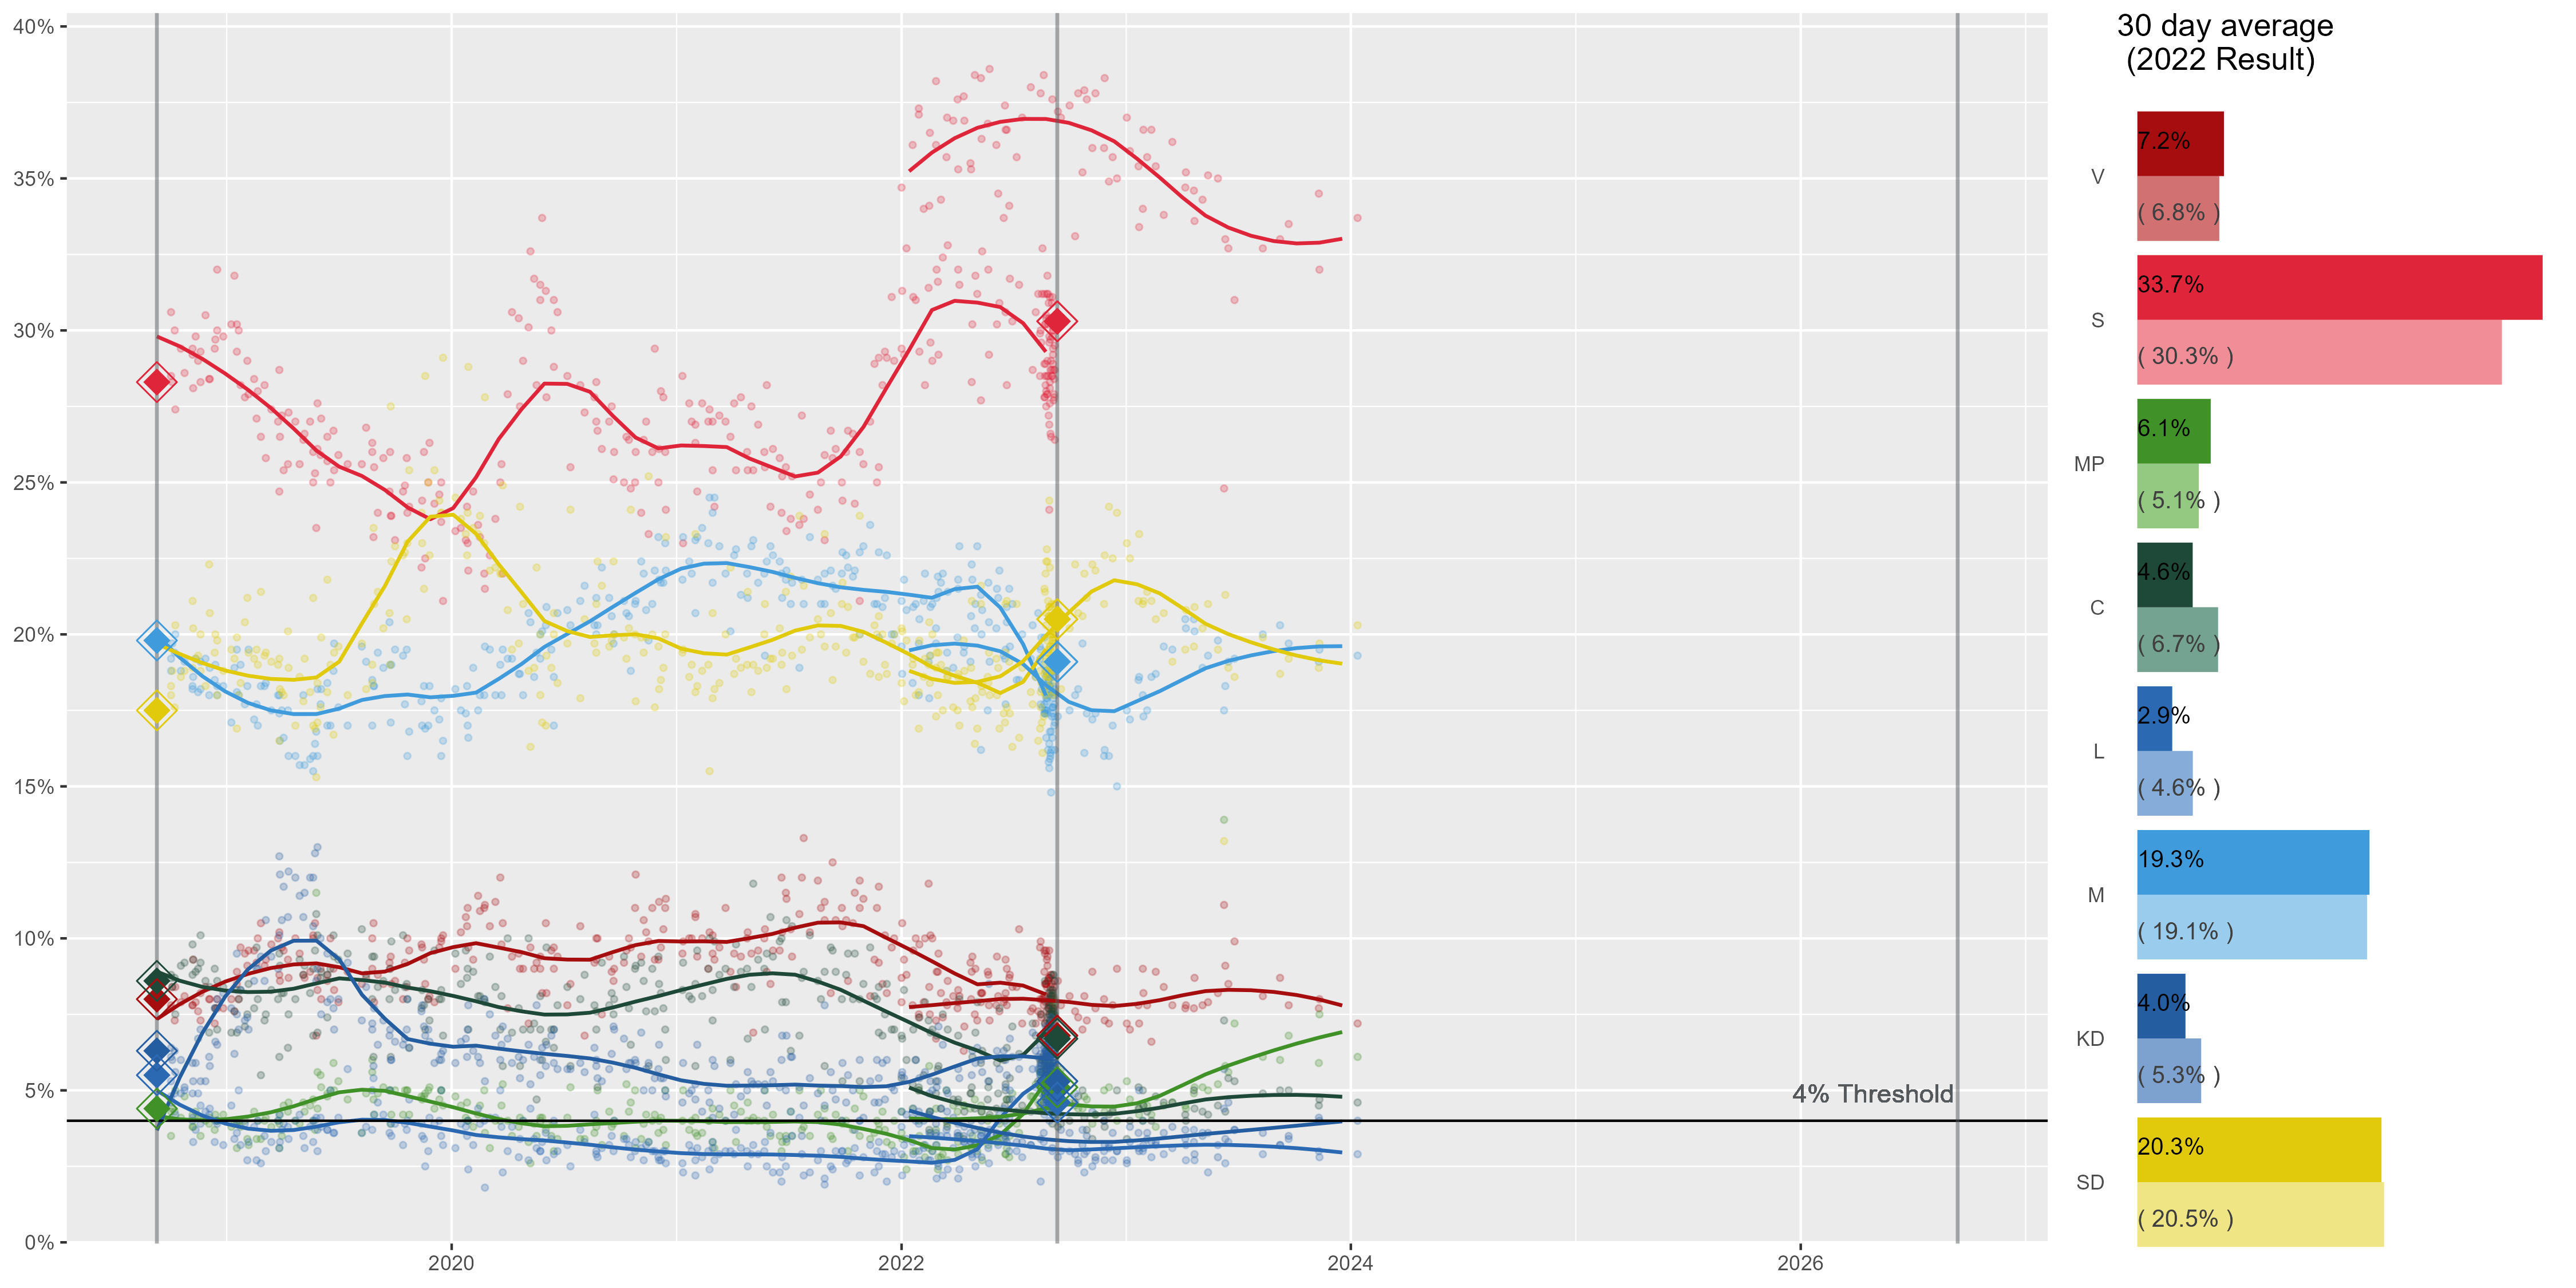 40%
35%
30%
25%
20%
15%
10%
5%
0%
2020
2022
2024
2026
4% Threshold
30 day average
(2022 Result)
V
7.2%
( 6.8% )
S
33.7%
( 30.3% )
MP
6.1%
( 5.1% )
C
4.6%
( 6.7% )
L
2.9%
( 4.6% )
M
19.3%
( 19.1% )
KD
4.0%
( 5.3% )
SD
20.3%
( 20.5% )